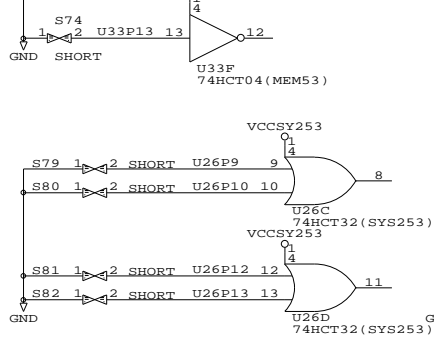 4
S74
1 2 U33P13 13 12
GND SHORT
U33F
74HCT04(MEM53)
VCCSY253
1
4
S79 1 2 SHORT U26P9 9
8
S80 1 2 SHORT U26P10 10
U26C
74HCT32(SYS253)
VCCSY253
1
4
S81 1 2 SHORT U26P12 12
11
S82 1 2 SHORT U26P13 13
GND
U26D
G
74HCT32(SYS253)